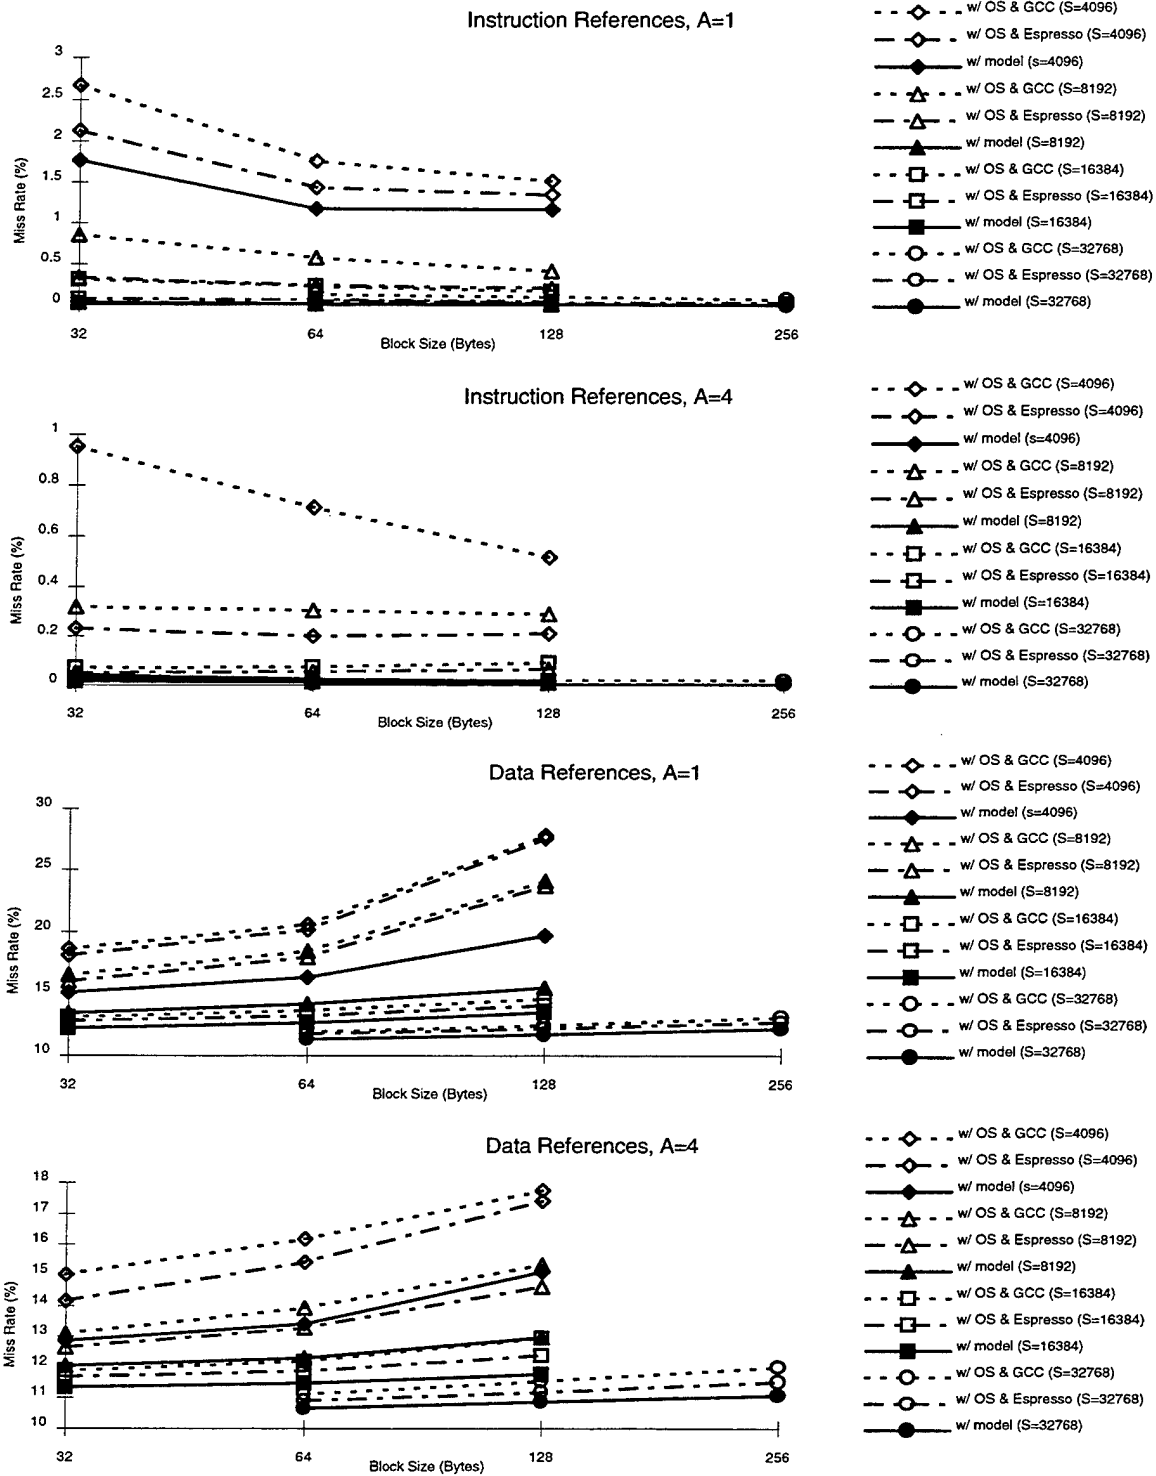 Instruction References, A=1
w/ OS & GCC (S=4096)
w/ OS & Espresso (S=4096)
w/ model (s=4096)
w/ OS & GCC (S=8192)
w/ OS & Espresso (S=8192)
w/ model (S=8192)
w/ OS & GCC (S=16384)
w/ OS & Espresso (S=16384)
w/ model (S=16384)
w/ OS & GCC (S=32768)
w/ OS & Espresso (S=32768)
w/ model (S=32768)
3
2.5
2
1.5
1
0.5
0
Miss Rate (%)
32
64
128
256
Block Size (Bytes)
Instruction References, A=4
w/ OS & GCC (S=4096)
w/ OS & Espresso (S=4096)
w/ model (s=4096)
w/ OS & GCC (S=8192)
w/ OS & Espresso (S=8192)
w/ model (S=8192)
w/ OS & GCC (S=16384)
w/ OS & Espresso (S=16384)
w/ model (S=16384)
w/ OS & GCC (S=32768)
w/ OS & Espresso (S=32768)
w/ model (S=32768)
1
0.8
0.6
0.4
0.2
0
Miss Rate (%)
32
64
128
256
Block Size (Bytes)
Data References, A=1
w/ OS & GCC (S=4096)
w/ OS & Espresso (S=4096)
w/ model (s=4096)
w/ OS & GCC (S=8192)
w/ OS & Espresso (S=8192)
w/ model (S=8192)
w/ OS & GCC (S=16384)
w/ OS & Espresso (S=16384)
w/ model (S=16384)
w/ OS & GCC (S=32768)
w/ OS & Espresso (S=32768)
w/ model (S=32768)
30
25
20
15
10
Miss Rate (%)
32
64
128
256
Block Size (Bytes)
Data References, A=4
w/ OS & GCC (S=4096)
w/ OS & Espresso (S=4096)
w/ model (s=4096)
w/ OS & GCC (S=8192)
w/ OS & Espresso (S=8192)
w/ model (S=8192)
w/ OS & GCC (S=16384)
w/ OS & Espresso (S=16384)
w/ model (S=16384)
w/ OS & GCC (S=32768)
w/ OS & Espresso (S=32768)
w/ model (S=32768)
18
17
16
15
14
13
12
11
10
Miss Rate (%)
32
64
128
256
Block Size (Bytes)